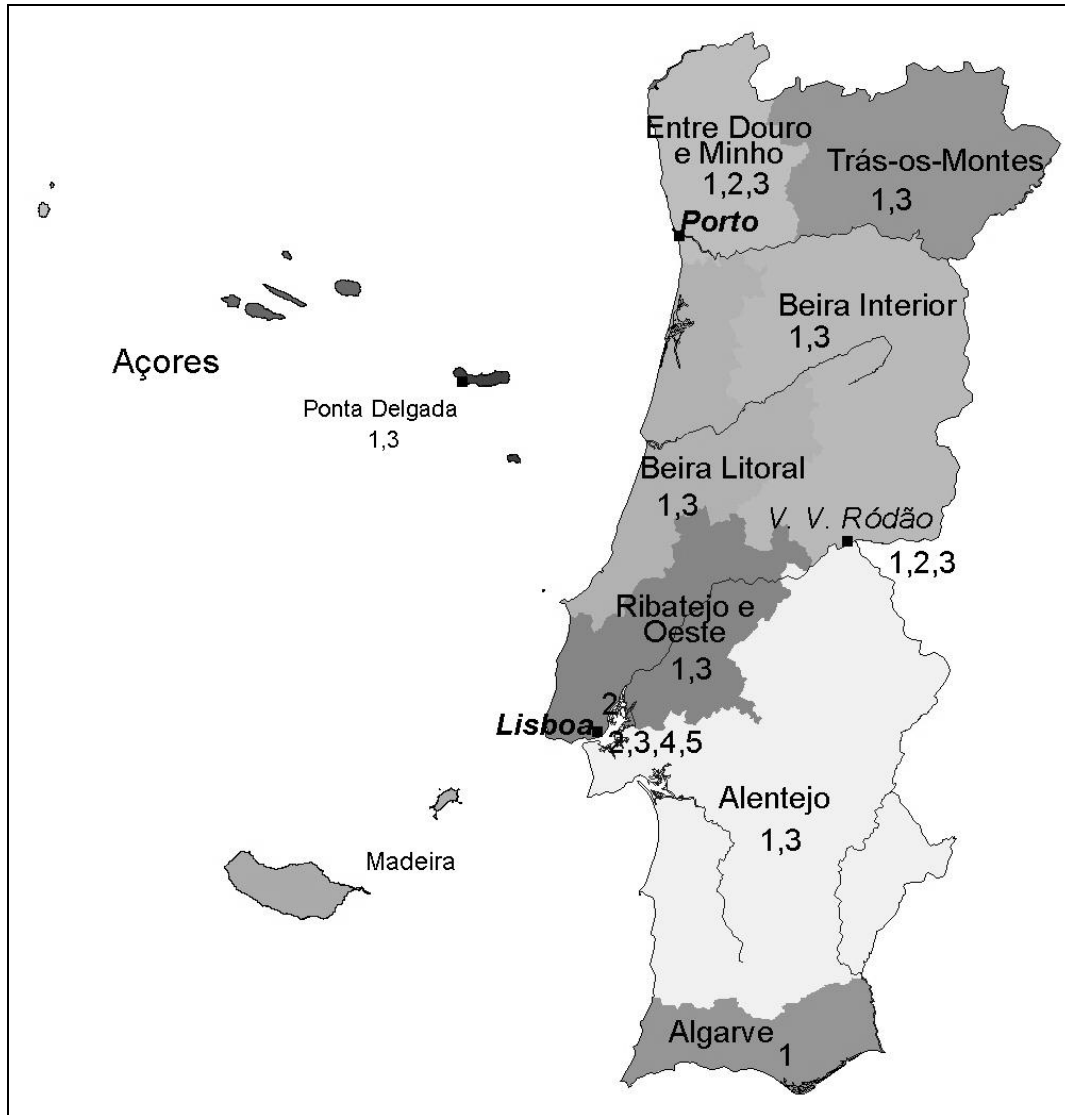 Entre Douro
e Minho
1,2,3
Trás-os-Montes
1,3
Porto
Beira Interior
1,3
Açores
Ponta Delgada
1,3
Beira Litoral
1,3
V. V. Ródão
1,2,3
Ribatejo e
Oeste
1,3
2
Lisboa
2,3,4,5
Alentejo
1,3
Madeira
Algarve
1